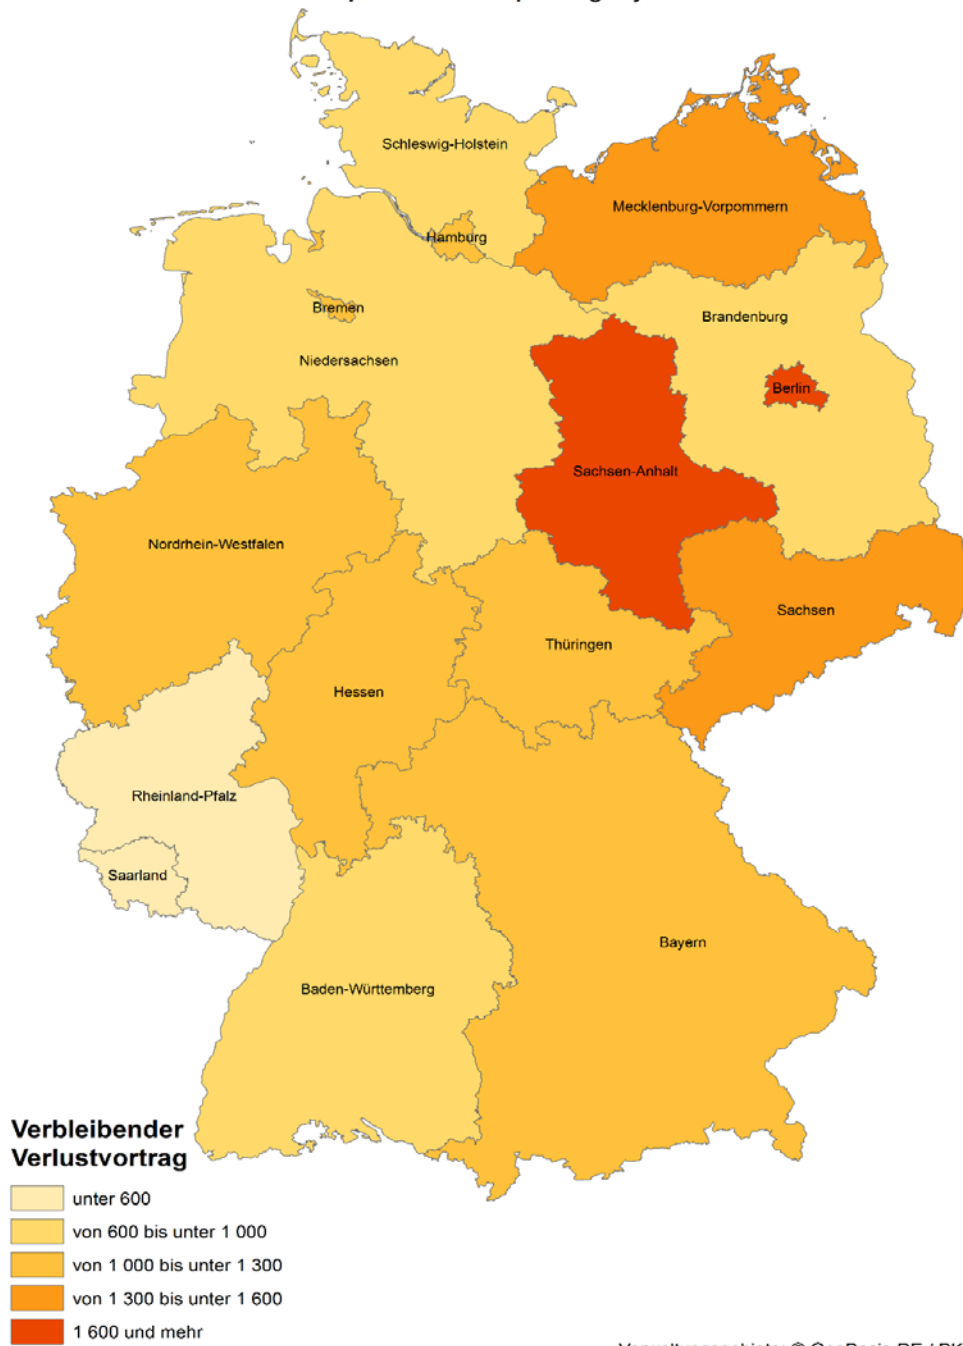 Schleswig-Holstein
Mecklenburg-Vorpommern
Hamburg
Bremen
Brandenburg
Niedersachsen
Berlin
Sachsen-Anhalt
Nordrhein-Westfalen
Sachsen
Thüringen
Hessen
Rheinland-Pfalz
Saarland
Bayern
Baden-Württemberg
Verbleibender
Verlustvortrag
unter 600
von 600 bis unter 1 000
von 1 000 bis unter 1 300
von 1 300 bis unter 1 600
1 600 und mehr